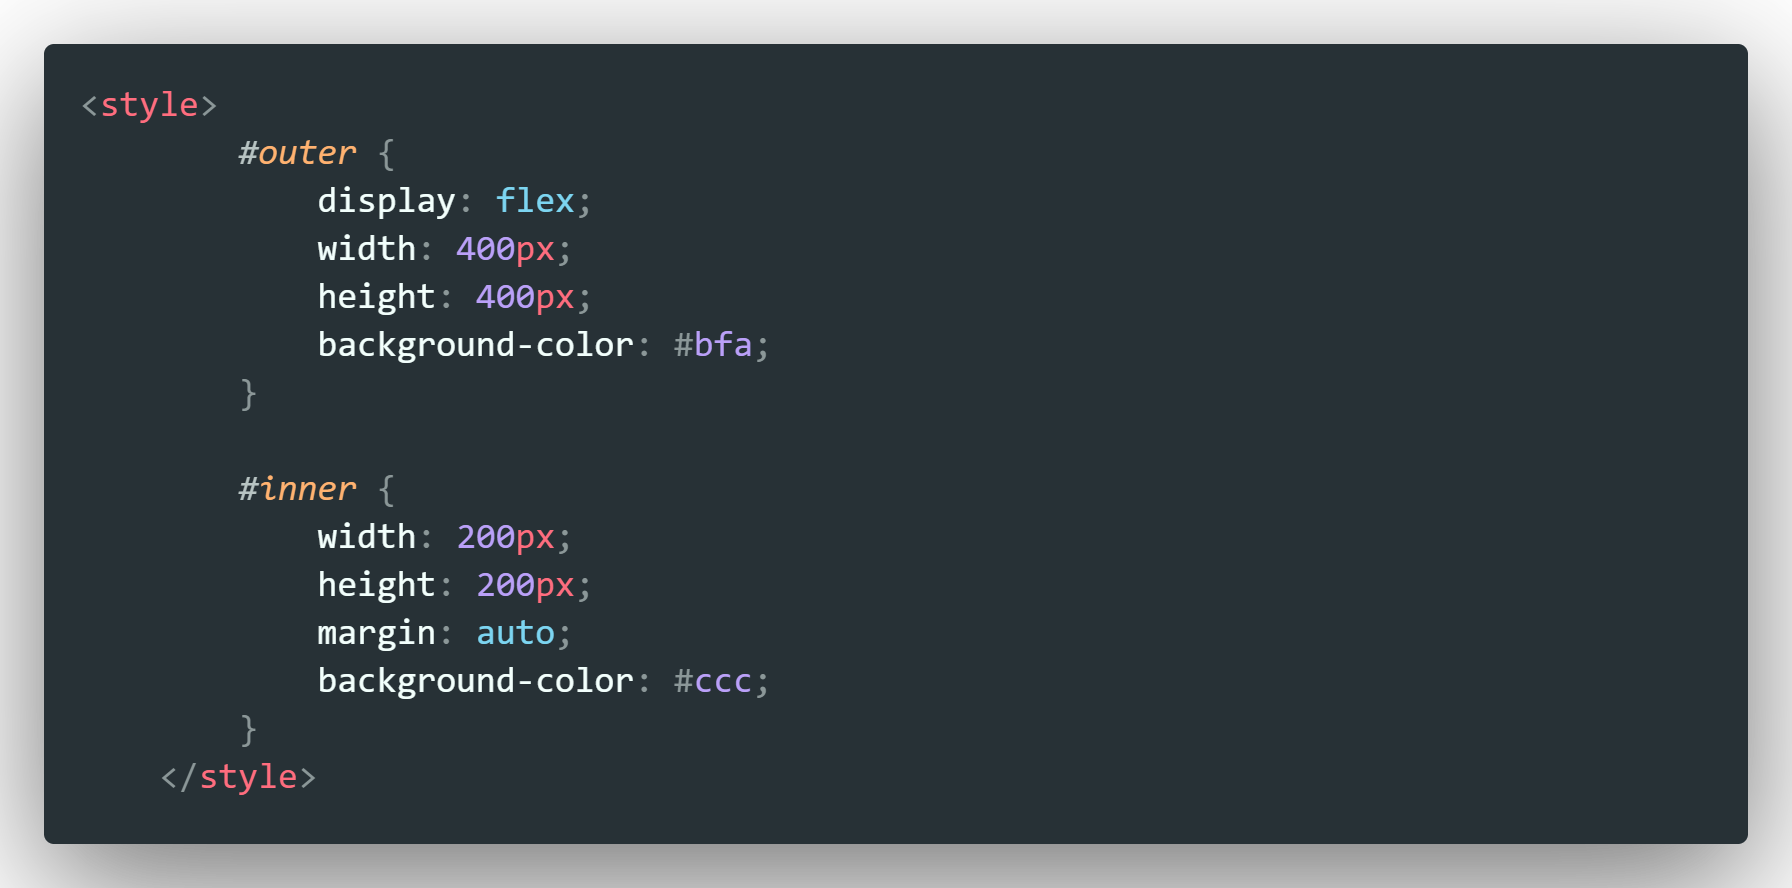 <style>
        #outer {
            display: flex;
            width: 400px;
            height: 400px;
            background-color: #bfa;
        }

        #inner {
            width: 200px;
            height: 200px;
            margin: auto;
            background-color: #ccc;
        }
    </style>